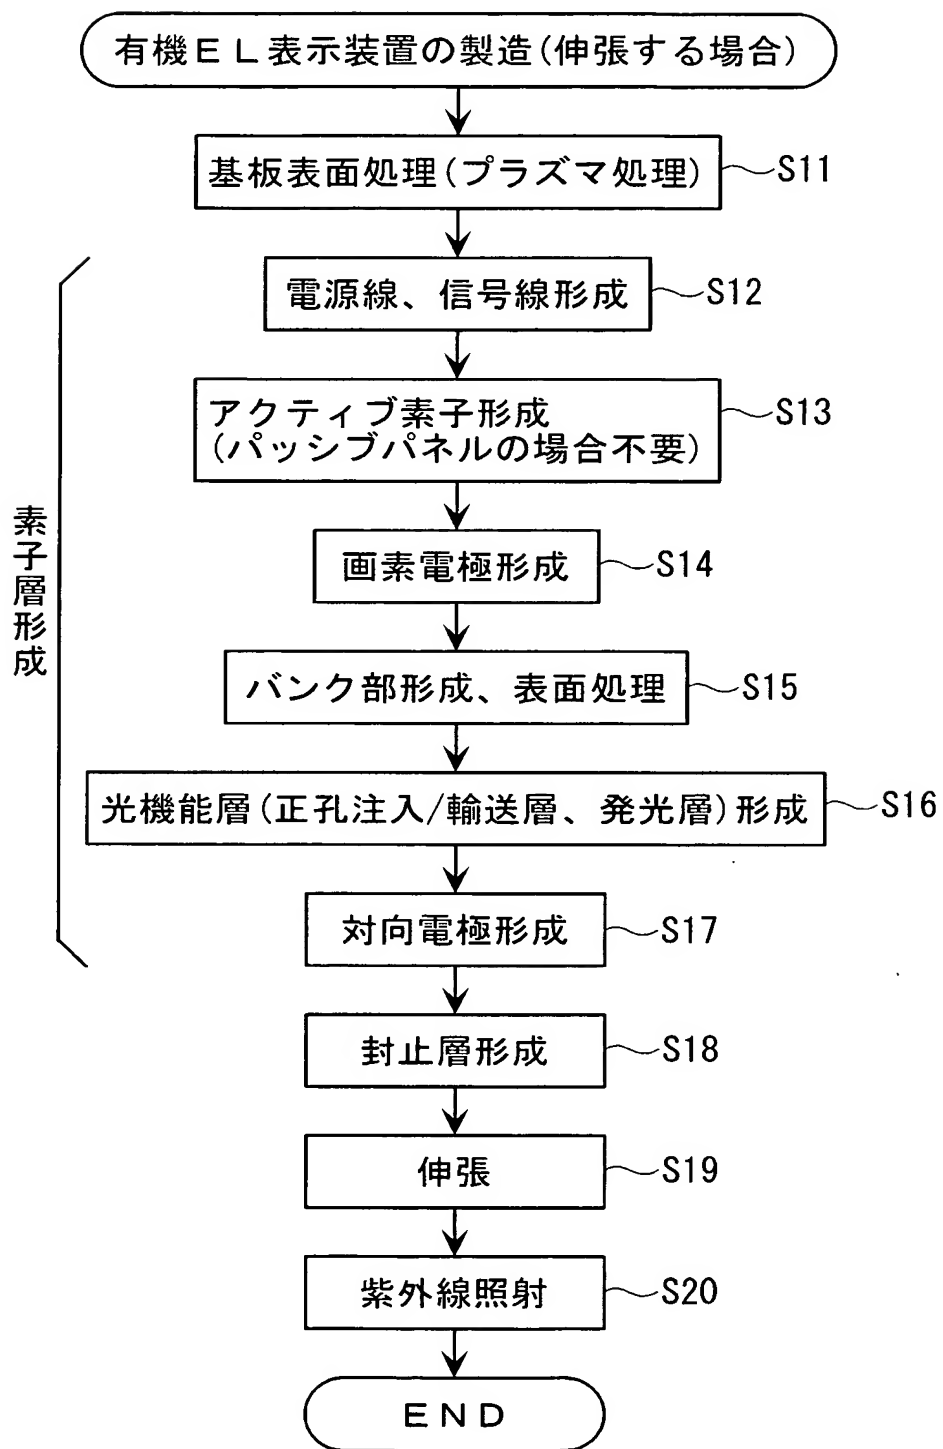 有機ＥＬ表示装置の製造(伸張する場合)
基板表面処理(プラズマ処理)
S11
電源線、信号線形成
S12
アクティブ素子形成
(パッシブパネルの場合不要)
S13
画素電極形成
S14
バンク部形成、表面処理
S15
光機能層(正孔注入/輸送層、発光層)形成
S16
対向電極形成
S17
素子層形成
封止層形成
S18
伸張
S19
紫外線照射
S20
ＥＮＤ